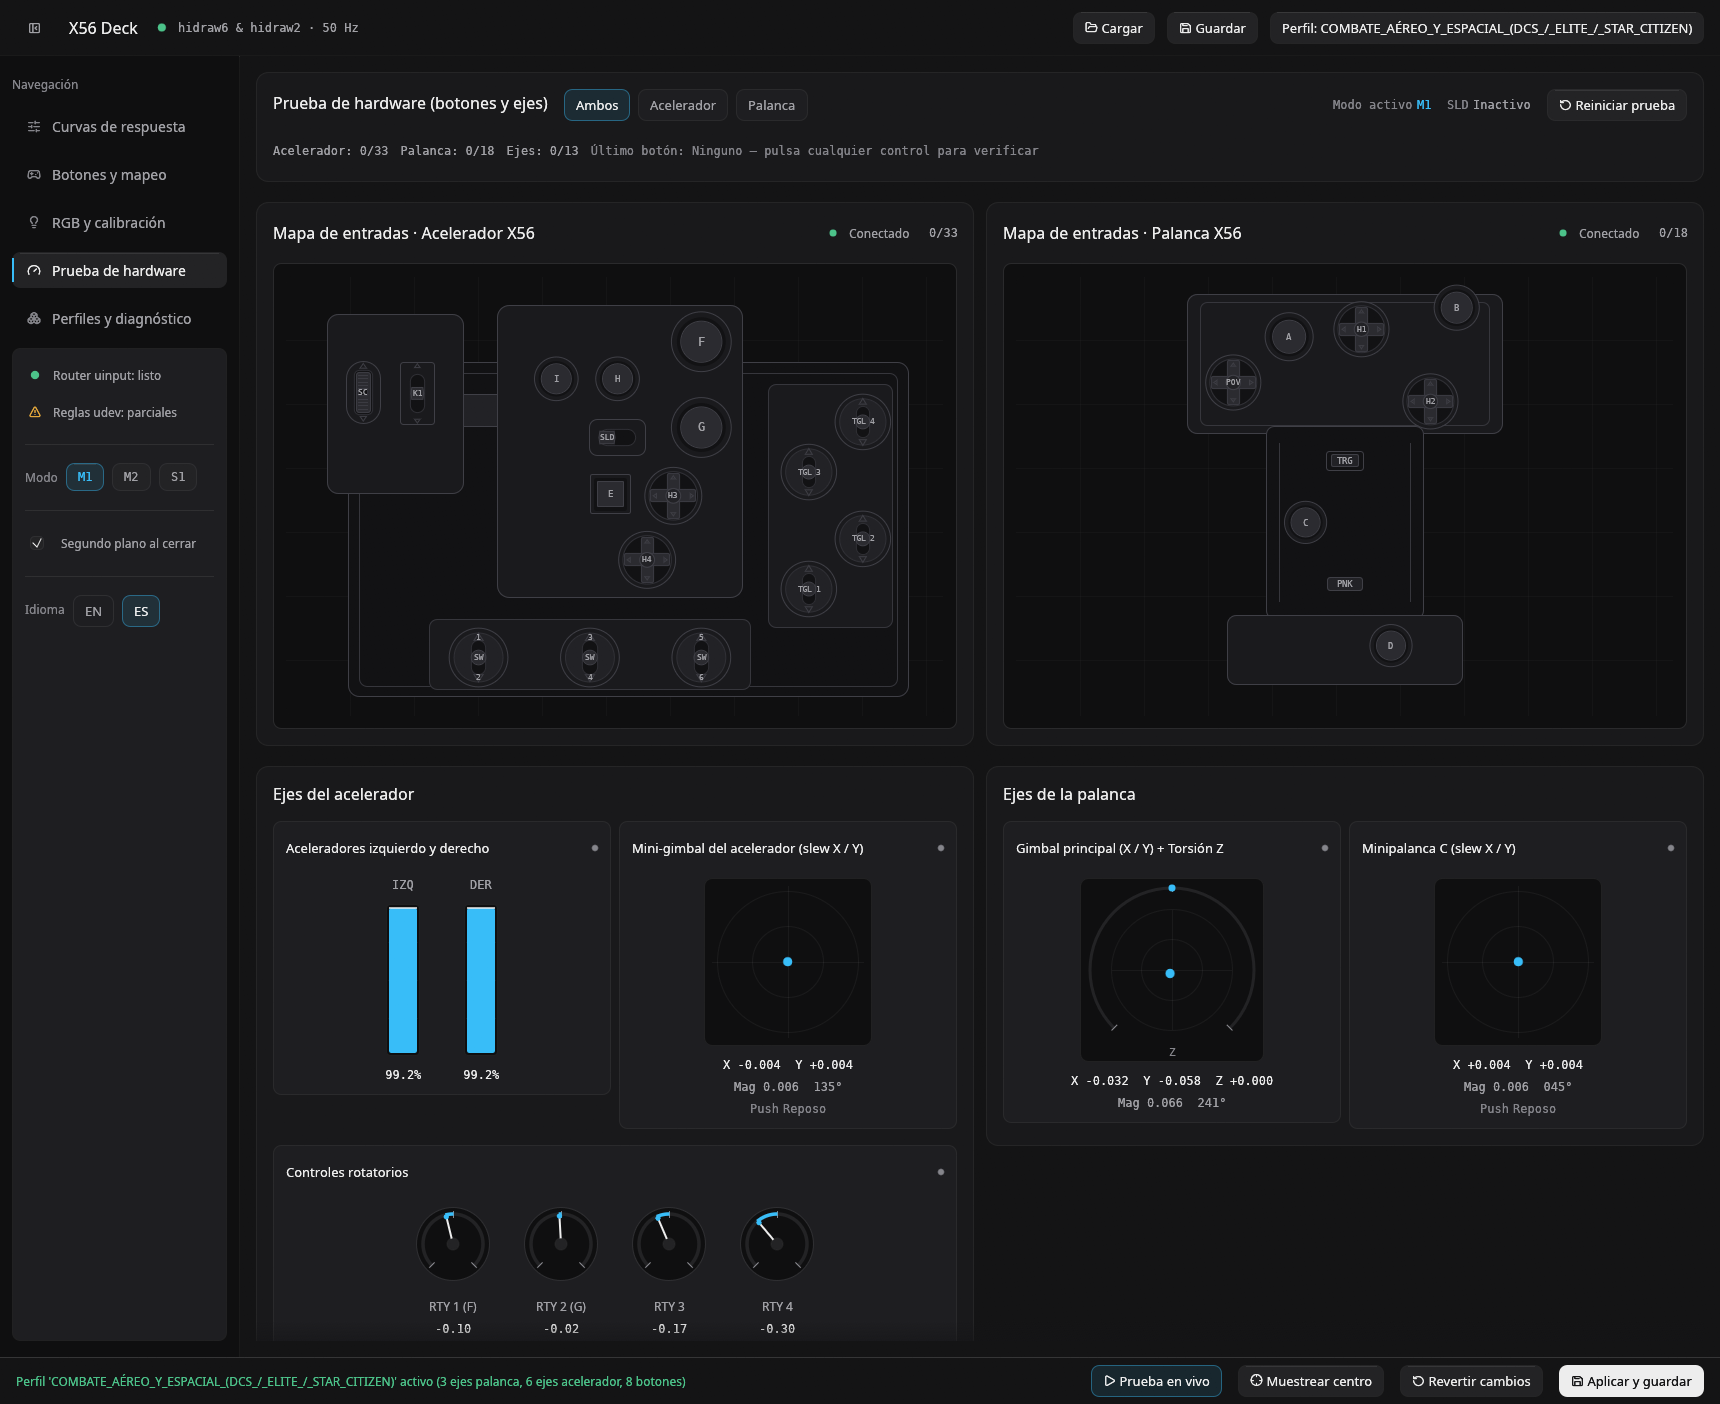 X56 Deck
hidraw6 & hidraw2 · 50 Hz
Cargar
Guardar
Perfil: COMBATE_AÉREO_Y_ESPACIAL_(DCS_/_ELITE_/_STAR_CITIZEN)
Navegación
Curvas de respuesta
Botones y mapeo
RGB y calibración
Prueba de hardware
Perfiles y diagnóstico
Router uinput: listo
Reglas udev: parciales
Modo M1 M2 S1
Segundo plano al cerrar
Idioma EN ES
Prueba de hardware (botones y ejes)
Ambos
Acelerador
Palanca
Modo activo M1 SLD Inactivo
Reiniciar prueba
Acelerador: 0/33 Palanca: 0/18 Ejes: 0/13 Último botón: Ninguno — pulsa cualquier control para verificar
Mapa de entradas · Acelerador X56
Conectado 0/33
F
I
H
SC
K1
G
SLD
TGL 4
TGL 3
E
H3
TGL 2
H4
TGL 1
1
SW
2
3
SW
4
5
SW
6
Mapa de entradas · Palanca X56
Conectado 0/18
B
A
H1
POV
H2
TRG
C
PNK
D
Ejes del acelerador
Aceleradores izquierdo y derecho
IZQ DER
99.2% 99.2%
Mini-gimbal del acelerador (slew X / Y)
X -0.004 Y +0.004
Mag 0.006 135°
Push Reposo
Controles rotatorios
RTY 1 (F) RTY 2 (G) RTY 3 RTY 4
-0.10 -0.02 -0.17 -0.30
Ejes de la palanca
Gimbal principal (X / Y) + Torsión Z
Z
X -0.032 Y -0.058 Z +0.000
Mag 0.066 241°
Minipalanca C (slew X / Y)
X +0.004 Y +0.004
Mag 0.006 045°
Push Reposo
Perfil 'COMBATE_AÉREO_Y_ESPACIAL_(DCS_/_ELITE_/_STAR_CITIZEN)' activo (3 ejes palanca, 6 ejes acelerador, 8 botones)
Prueba en vivo
Muestrear centro
Revertir cambios
Aplicar y guardar